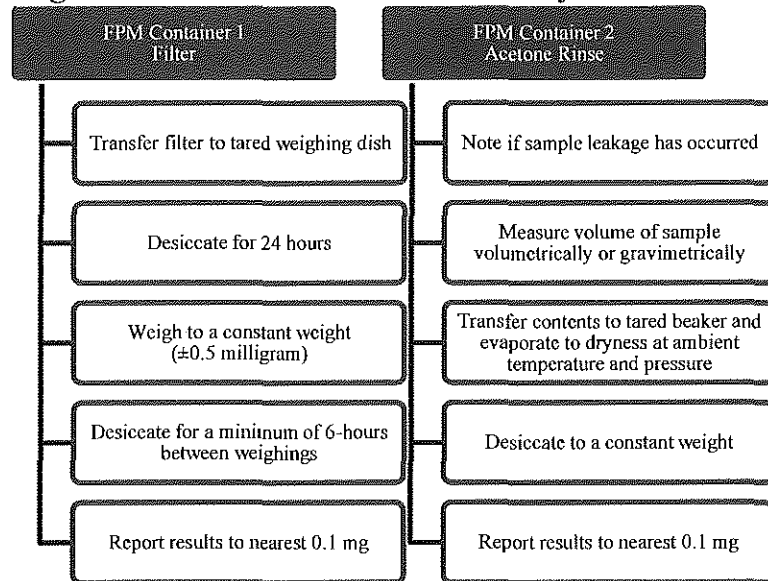 FPM Container 1
Filter
Transfer filter to tared weighing dish
Desiccate for 24 hours
Weigh to a constant weight
(±0.5 milligram)
Desiccate for a minimum of 6-hours
between weighings
Report results to nearest 0.1 mg
FPM Container 2
Acetone Rinse
Note if sample leakage has occurred
Measure volume of sample
volumetrically or gravimetrically
Transfer contents to tared beaker and
evaporate to dryness at ambient
temperature and pressure
Desiccate to a constant weight
Report results to nearest 0.1 mg